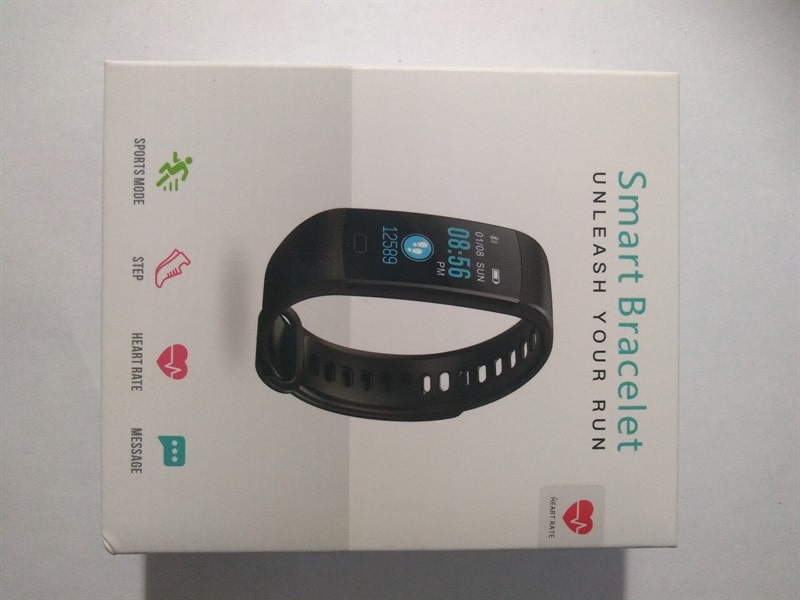 Smart Bracelet
UNLEASH YOUR RUN
HEART RATE
01/08 SUN
08:56
PM
12589
SPORTS MODE
STEP
HEART RATE
MESSAGE